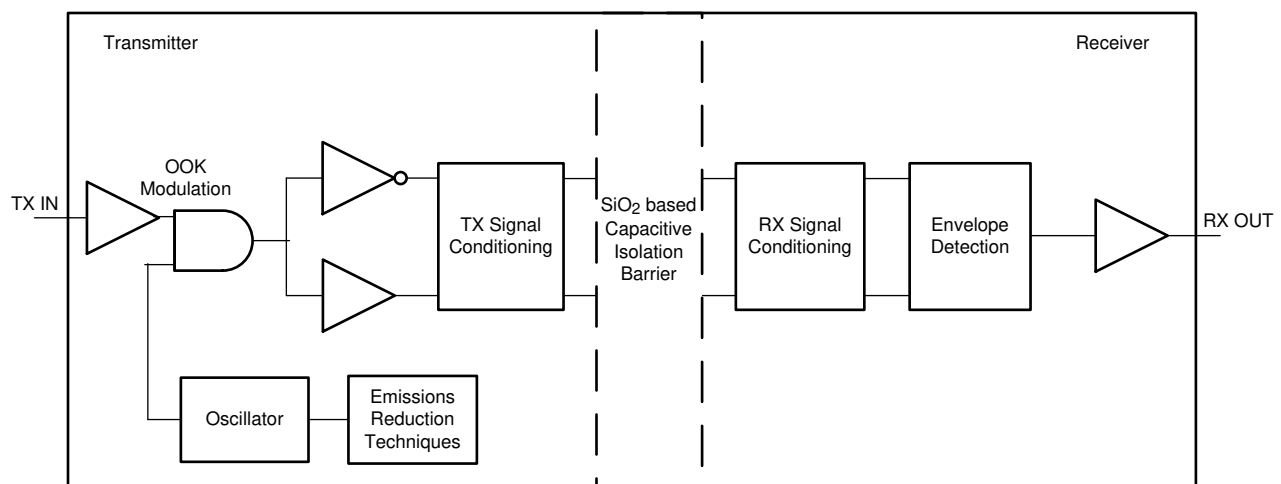 Transmitter
Receiver
OOK
Modulation
TX IN
TX Signal
Conditioning
SiO2 based
Capacitive
Isolation
Barrier
RX Signal
Conditioning
Envelope
Detection
RX OUT
Oscillator
Emissions
Reduction
Techniques